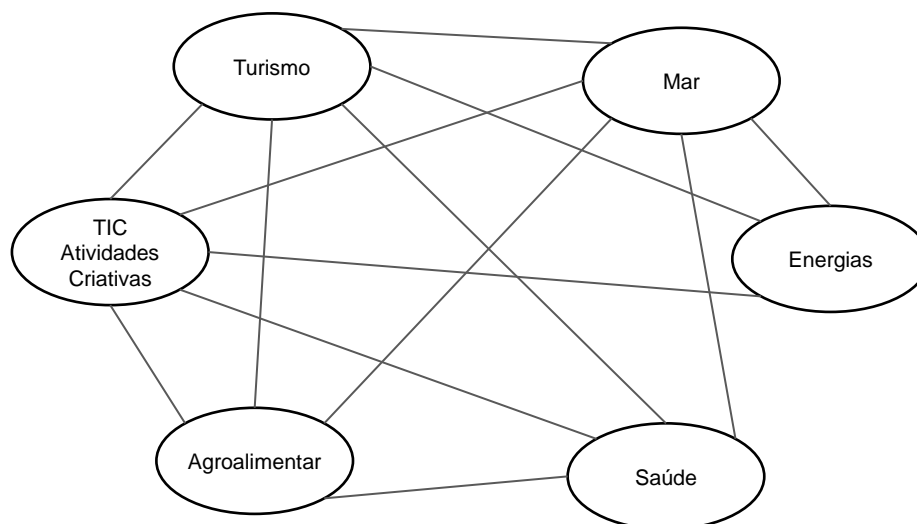 Turismo
Mar
TIC
Atividades
Criativas
Energias
Agroalimentar
Saúde